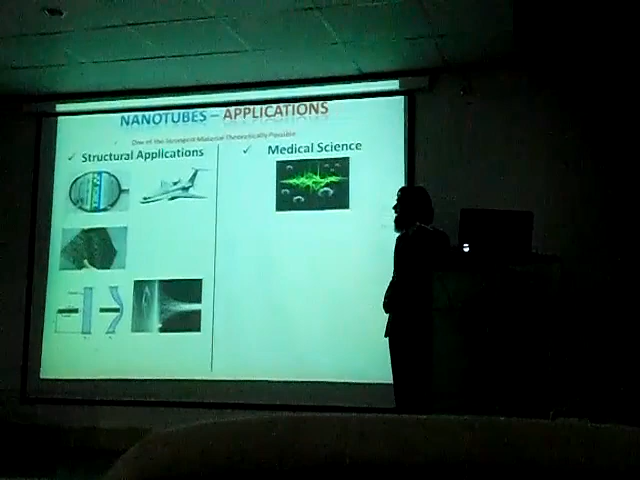 NANOTUBES – APPLICATIONS
✓ One of the Strongest Material Theoretically Possible
✓ Structural Applications
✓ Medical Science